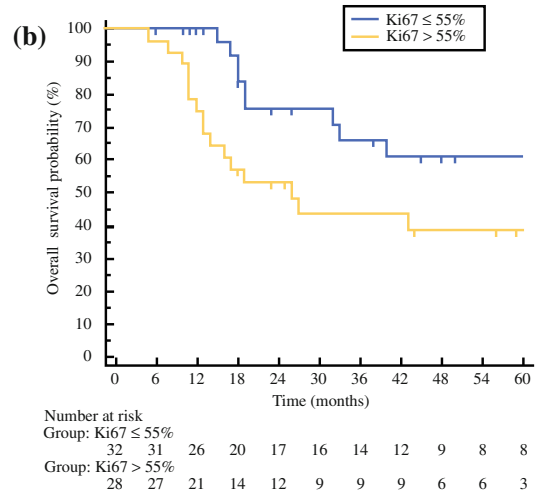 (b)
Ki67 ≤ 55%
Ki67 > 55%
Overall survival probability (%)
100
90
80
70
60
50
40
30
20
10
0
0 6 12 18 24 30 36 42 48 54 60
Time (months)
Number at risk
Group: Ki67 ≤ 55%
32 31 26 20 17 16 14 12 9 8 8
Group: Ki67 > 55%
28 27 21 14 12 9 9 9 6 6 3